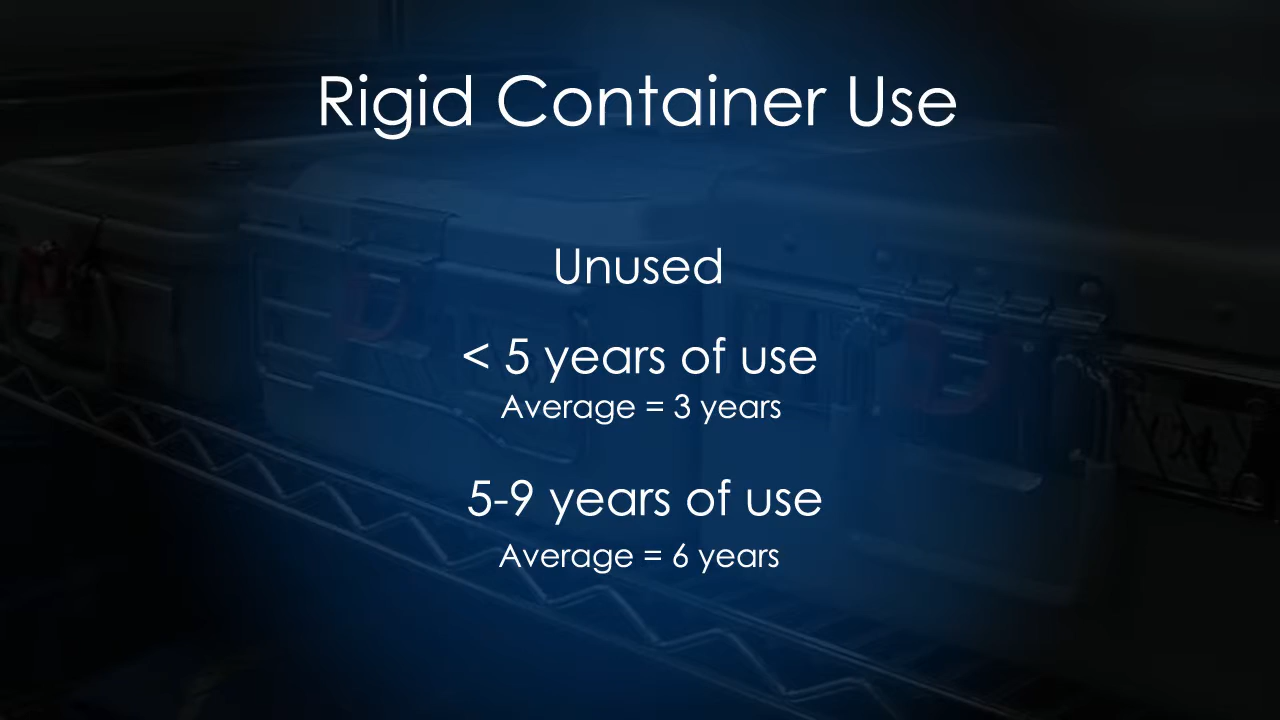 Rigid Container Use
Unused
< 5 years of use
Average = 3 years
5-9 years of use
Average = 6 years